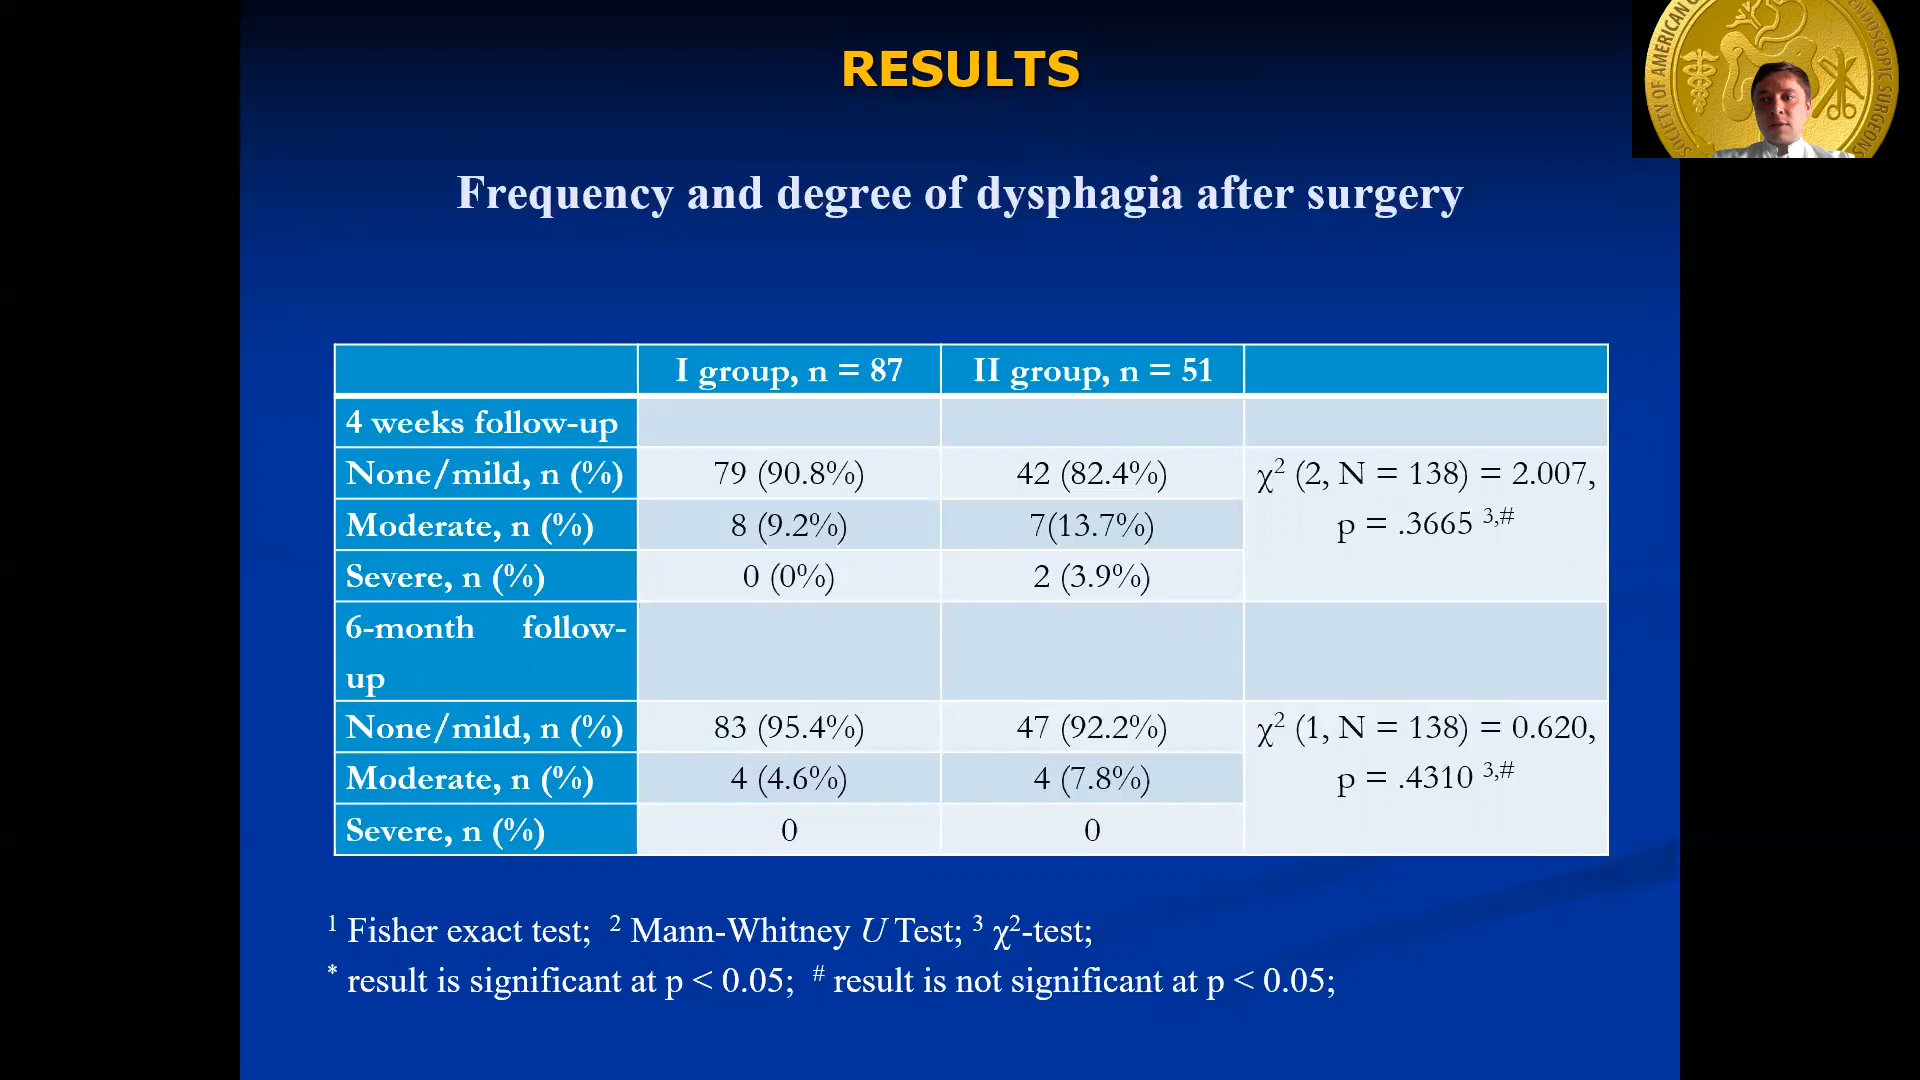 RESULTS
SOCIETY OF AMERICAN
ENDOSCOPIC SURGEONS
Frequency and degree of dysphagia after surgery
I group, n = 87 II group, n = 51
4 weeks follow-up
None/mild, n (%) 79 (90.8%) 42 (82.4%) χ² (2, N = 138) = 2.007,
Moderate, n (%) 8 (9.2%) 7(13.7%) p = .3665 ³,#
Severe, n (%) 0 (0%) 2 (3.9%)
6-month follow-
up
None/mild, n (%) 83 (95.4%) 47 (92.2%) χ² (1, N = 138) = 0.620,
Moderate, n (%) 4 (4.6%) 4 (7.8%) p = .4310 ³,#
Severe, n (%) 0 0
¹ Fisher exact test; ² Mann-Whitney U Test; ³ χ²-test;
* result is significant at p < 0.05; # result is not significant at p < 0.05;